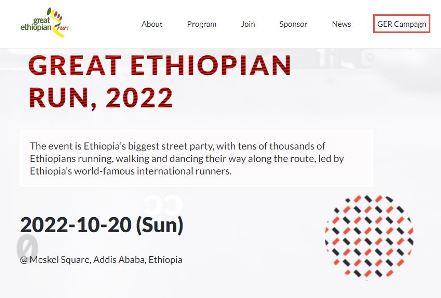 great
ethiopian run
About Program Join Sponsor News GER Campaign
GREAT ETHIOPIAN
RUN, 2022
The event is Ethiopia's biggest street party, with tens of thousands of
Ethiopians running, walking and dancing their way along the route, led by
Ethiopia's world-famous international runners.
2022-10-20 (Sun)
@ Meskel Square, Addis Ababa, Ethiopia